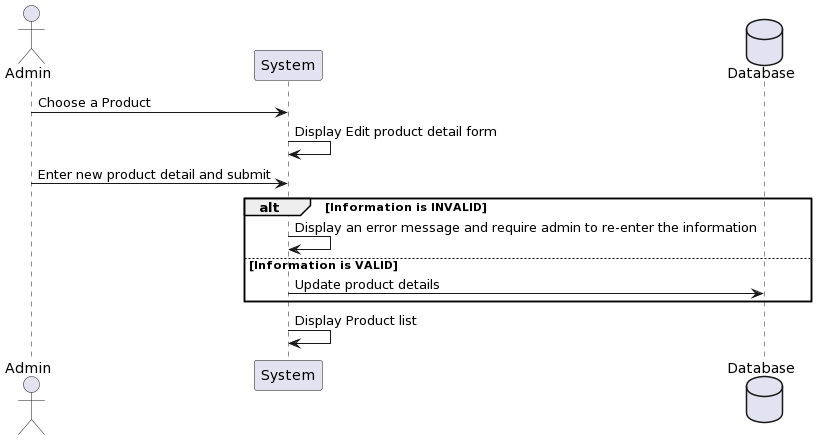 Admin
System
Database
Choose a Product
Display Edit product detail form
Enter new product detail and submit
alt [Information is INVALID]
Display an error message and require admin to re-enter the information
[Information is VALID]
Update product details
Display Product list
Admin
System
Database